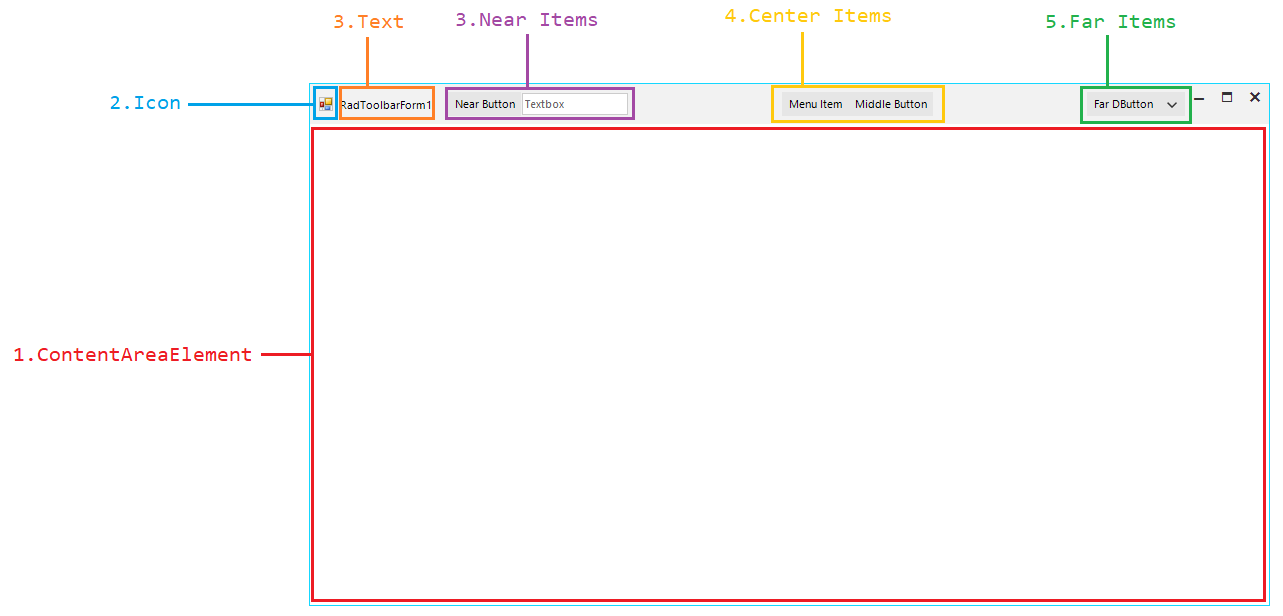 3.Text
3.Near Items
4.Center Items
5.Far Items
2.Icon
RadToolbarForm1
Near Button
Textbox
Menu Item
Middle Button
Far DButton
1.ContentAreaElement